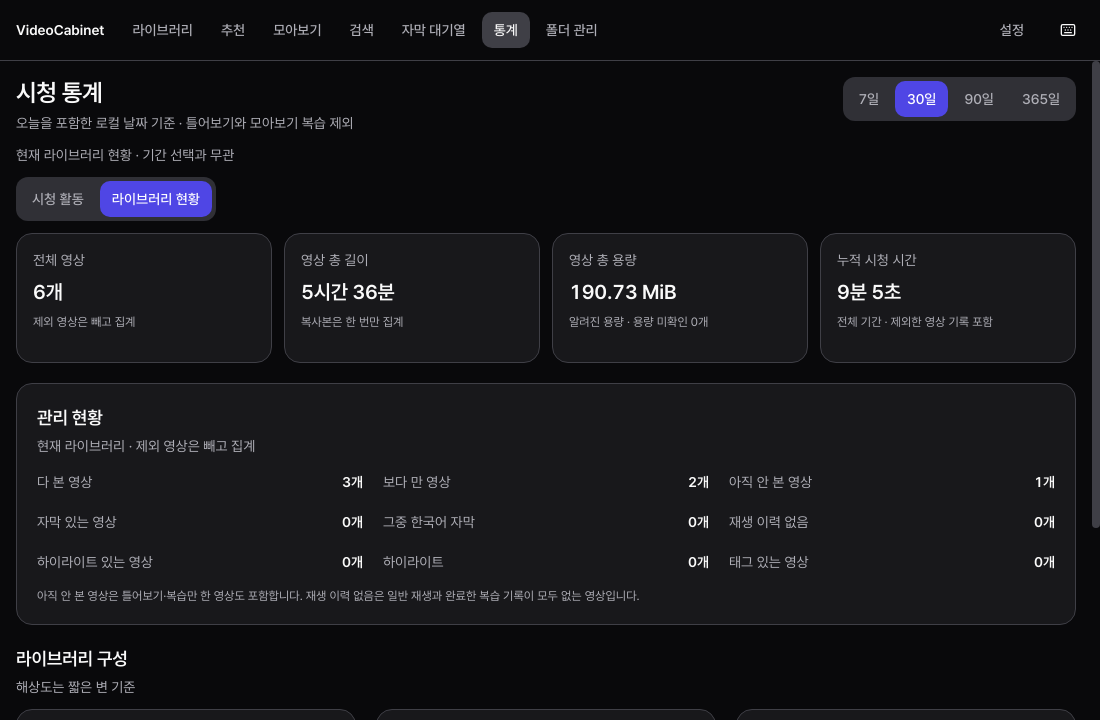 VideoCabinet 라이브러리 추천 모아보기 검색 자막 대기열 통계 폴더 관리 설정
시청 통계
7일 30일 90일 365일
오늘을 포함한 로컬 날짜 기준 · 틀어보기와 모아보기 복습 제외
현재 라이브러리 현황 · 기간 선택과 무관
시청 활동 라이브러리 현황
전체 영상
6개
제외 영상은 빼고 집계
영상 총 길이
5시간 36분
복사본은 한 번만 집계
영상 총 용량
190.73 MiB
알려진 용량 · 용량 미확인 0개
누적 시청 시간
9분 5초
전체 기간 · 제외한 영상 기록 포함
관리 현황
현재 라이브러리 · 제외 영상은 빼고 집계
다 본 영상 3개 보다 만 영상 2개 아직 안 본 영상 1개
자막 있는 영상 0개 그중 한국어 자막 0개 재생 이력 없음 0개
하이라이트 있는 영상 0개 하이라이트 0개 태그 있는 영상 0개
아직 안 본 영상은 틀어보기·복습만 한 영상도 포함합니다. 재생 이력 없음은 일반 재생과 완료한 복습 기록이 모두 없는 영상입니다.
라이브러리 구성
해상도는 짧은 변 기준